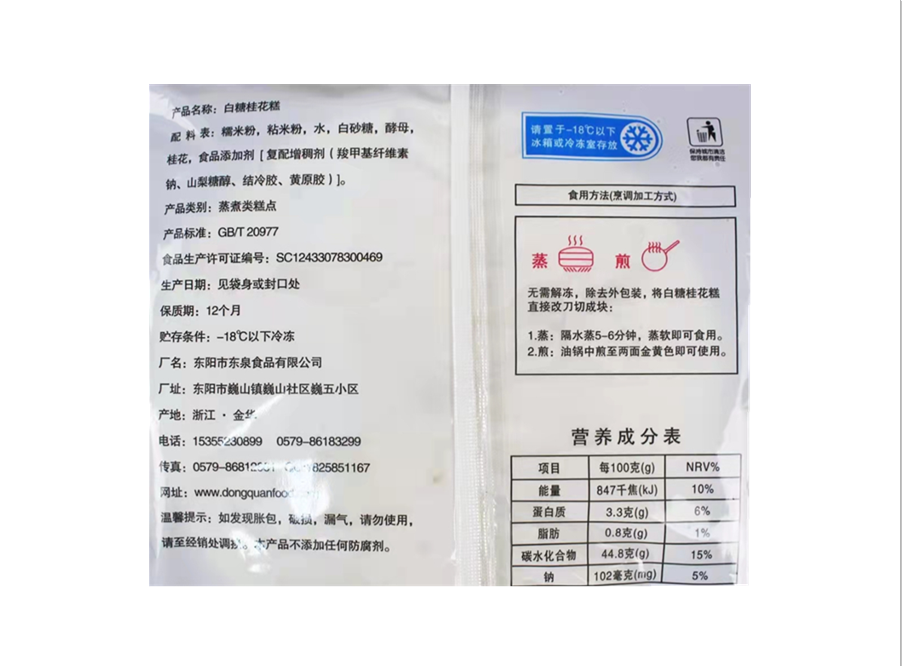 产品名称：白糖桂花糕
配料表：糯米粉，粘米粉，水，白砂糖，酵母，
桂花，食品添加剂［复配增稠剂（羧甲基纤维素
钠、山梨糖醇、结冷胶、黄原胶）]。
产品类别：蒸煮类糕点
产品标准：GB/T 20977
食品生产许可证编号：SC12433078300469
生产日期：见袋身或封口处
保质期：12个月
贮存条件：-18℃以下冷冻
厂名：东阳市东泉食品有限公司
厂址：东阳市巍山镇巍山社区巍五小区
产地：浙江·金华
电话：15355230899 0579-86183299
传真：
网址：
温馨提示：如发现胀包，破损，漏气，请勿使用，
请至经销处调换。本产品不添加任何防腐剂。
请置于-18℃以下
冰箱或冷冻室存放
保持城市清洁
您我都有责任
食用方法(烹调加工方式)
蒸 煎
无需解冻，除去外包装，将白糖桂花糕
直接改刀切成块：
1.蒸：隔水蒸5-6分钟，蒸软即可食用。
2.煎：油锅中煎至两面金黄色即可使用。
营养成分表
项目 每100克(g) NRV%
能量 847千焦(kJ) 10%
蛋白质 3.3克(g) 6%
脂肪 0.8克(g) 1%
碳水化合物 44.8克(g) 15%
钠 102毫克(mg) 5%